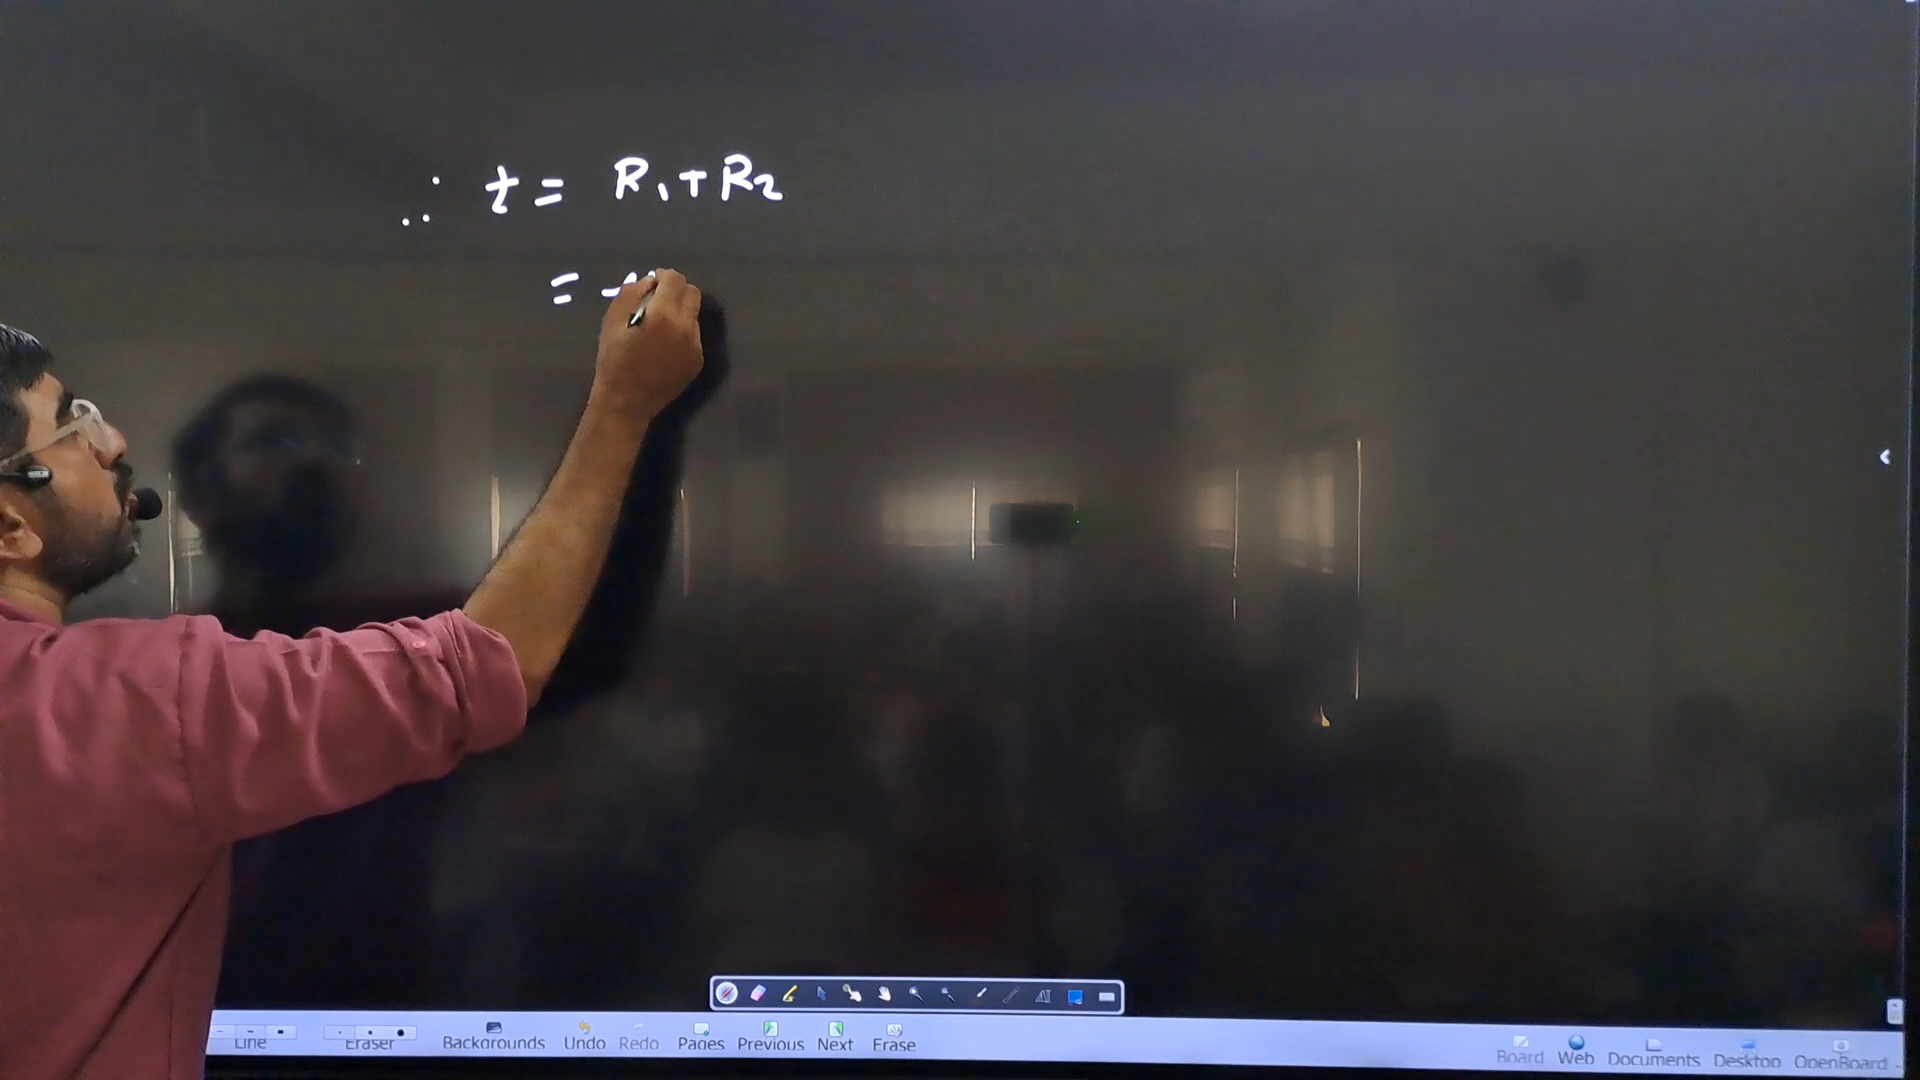 ∴ t = R₁+R₂
=
Line Eraser Backgrounds Undo Redo Pages Previous Next Erase Board Web Documents Desktop OpenBoard